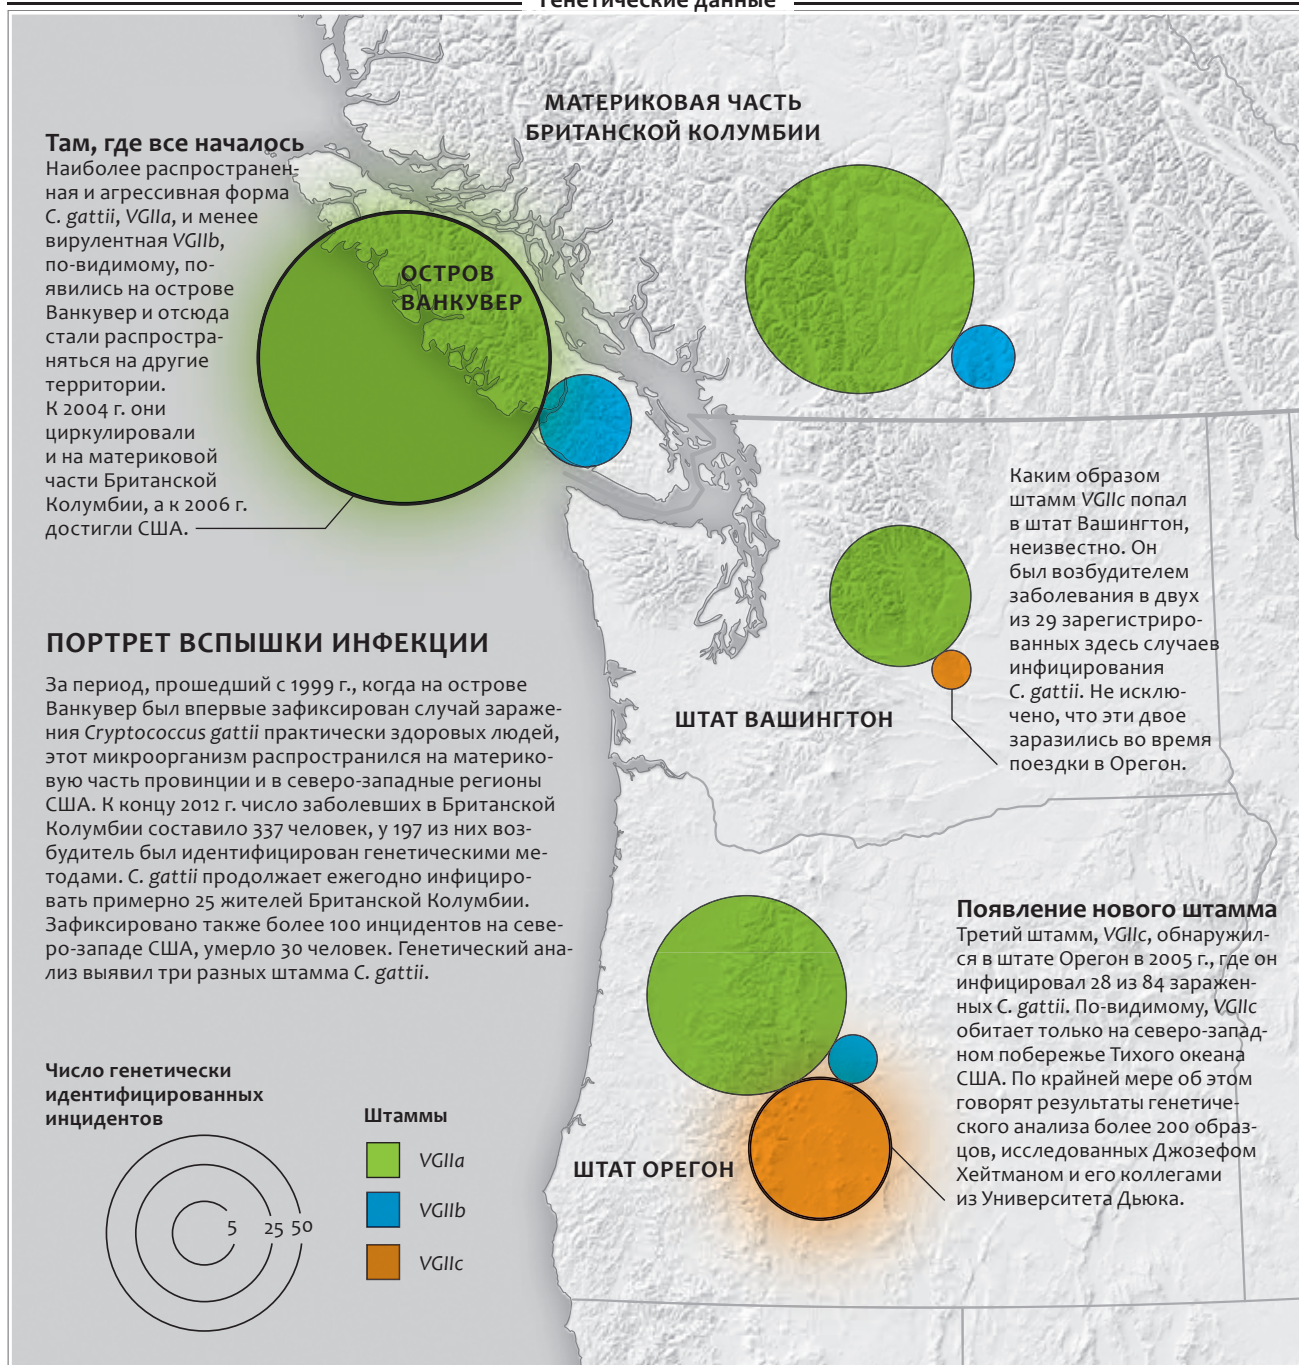 Генетические данные
МАТЕРИКОВАЯ ЧАСТЬ
БРИТАНСКОЙ КОЛУМБИИ
Там, где все началось
Наиболее распространен-
ная и агрессивная форма
C. gattii, VGIIa, и менее
вирулентная VGIIb,
по-видимому, по-
явились на острове
Ванкувер и отсюда
стали распростра-
няться на другие
территории.
К 2004 г. они
циркулировали
и на материковой
части Британской
Колумбии, а к 2006 г.
достигли США.
ОСТРОВ
ВАНКУВЕР
Каким образом
штамм VGIIc попал
в штат Вашингтон,
неизвестно. Он
был возбудителем
заболевания в двух
из 29 зарегистриро-
ванных здесь случаев
инфицирования
C. gattii. Не исклю-
чено, что эти двое
заразились во время
поездки в Орегон.
ШТАТ ВАШИНГТОН
ПОРТРЕТ ВСПЫШКИ ИНФЕКЦИИ
За период, прошедший с 1999 г., когда на острове
Ванкувер был впервые зафиксирован случай зараже-
ния Cryptococcus gattii практически здоровых людей,
этот микроорганизм распространился на материко-
вую часть провинции и в северо-западные регионы
США. К концу 2012 г. число заболевших в Британской
Колумбии составило 337 человек, у 197 из них воз-
будитель был идентифицирован генетическими ме-
тодами. C. gattii продолжает ежегодно инфициро-
вать примерно 25 жителей Британской Колумбии.
Зафиксировано также более 100 инцидентов на севе-
ро-западе США, умерло 30 человек. Генетический ана-
лиз выявил три разных штамма C. gattii.
Появление нового штамма
Третий штамм, VGIIc, обнаружил-
ся в штате Орегон в 2005 г., где он
инфицировал 28 из 84 заражен-
ных C. gattii. По-видимому, VGIIc
обитает только на северо-запад-
ном побережье Тихого океана
США. По крайней мере об этом
говорят результаты генетиче-
ского анализа более 200 образ-
цов, исследованных Джозефом
Хейтманом и его коллегами
из Университета Дьюка.
ШТАТ ОРЕГОН
Число генетически
идентифицированных
инцидентов
5 25 50
Штаммы
VGIIa
VGIIb
VGIIc